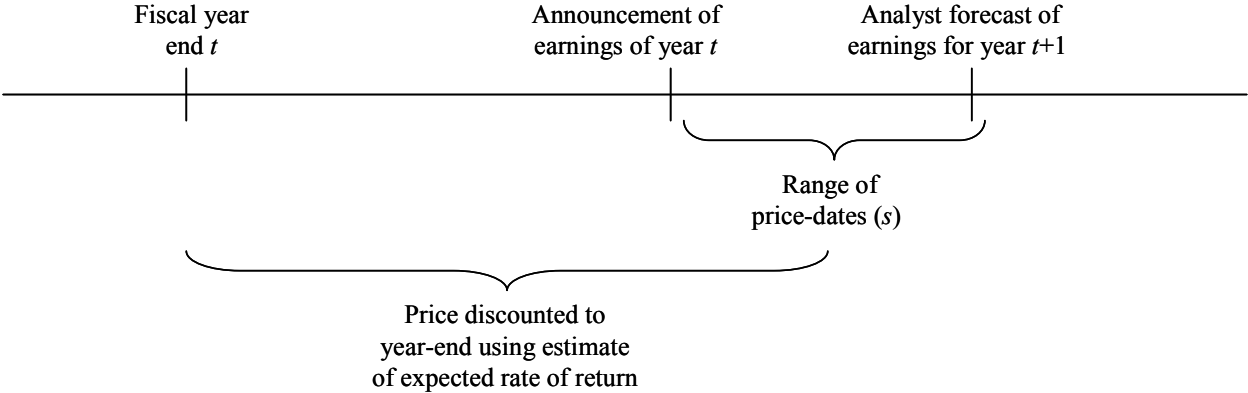 Fiscal year
end t
Announcement of
earnings of year t
Analyst forecast of
earnings for year t+1
Range of
price-dates (s)
Price discounted to
year-end using estimate
of expected rate of return